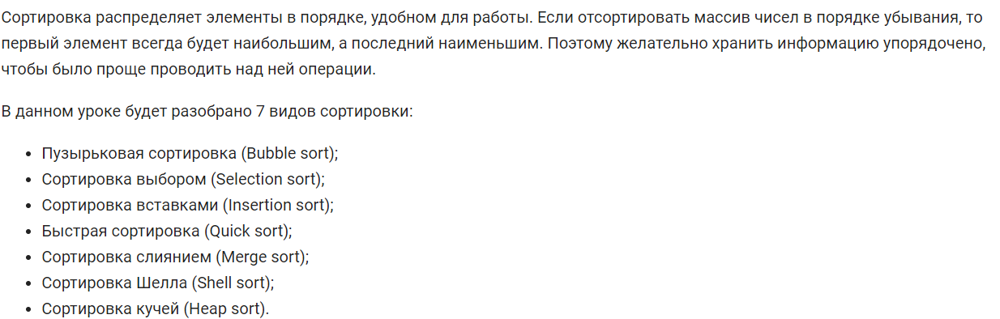 Сортировка распределяет элементы в порядке, удобном для работы. Если отсортировать массив чисел в порядке убывания, то
первый элемент всегда будет наибольшим, а последний наименьшим. Поэтому желательно хранить информацию упорядочено,
чтобы было проще проводить над ней операции.
В данном уроке будет разобрано 7 видов сортировки:
• Пузырьковая сортировка (Bubble sort);
• Сортировка выбором (Selection sort);
• Сортировка вставками (Insertion sort);
• Быстрая сортировка (Quick sort);
• Сортировка слиянием (Merge sort);
• Сортировка Шелла (Shell sort);
• Сортировка кучей (Heap sort).